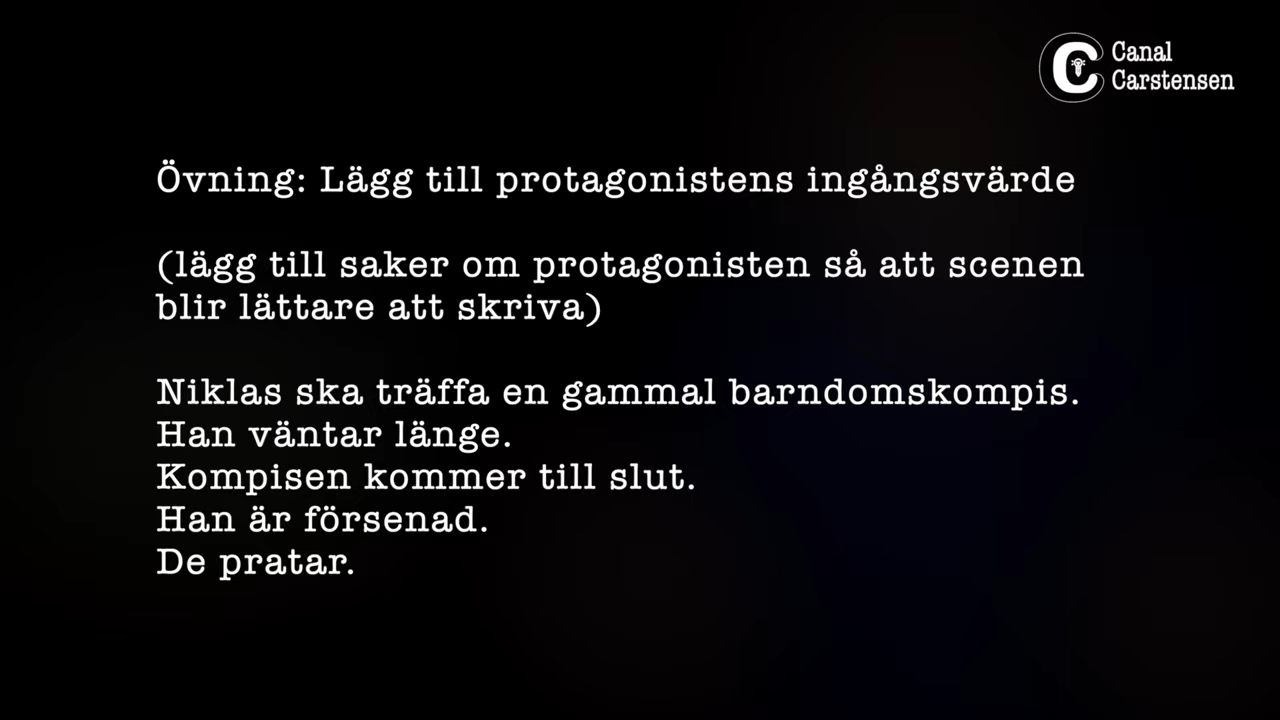 Canal
Carstensen
Övning: Lägg till protagonistens ingångsvärde
(lägg till saker om protagonisten så att scenen
blir lättare att skriva)
Niklas ska träffa en gammal barndomskompis.
Han väntar länge.
Kompisen kommer till slut.
Han är försenad.
De pratar.